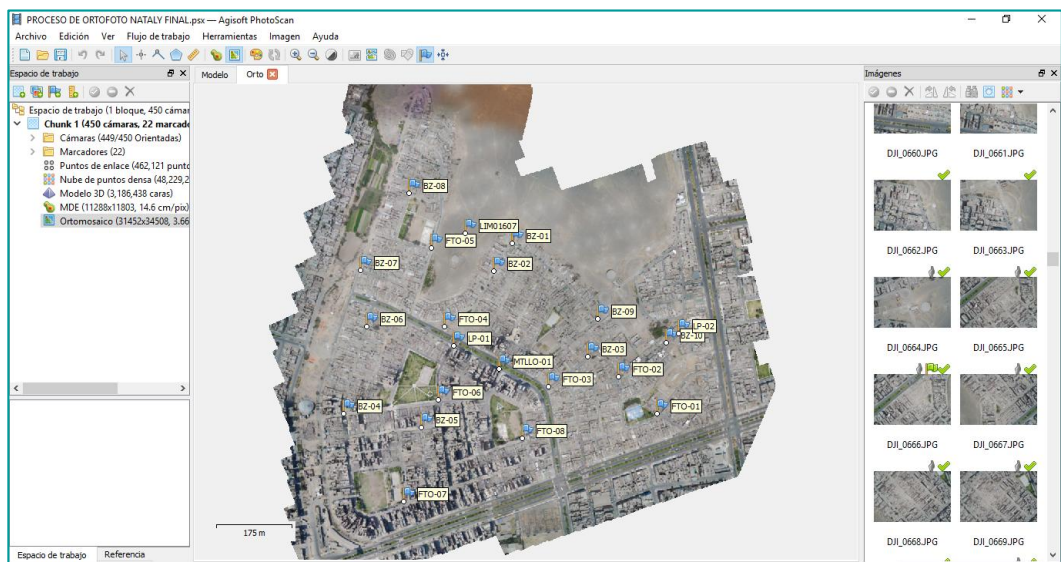 PROCESO DE ORTOFOTO NATALY FINAL.psx — Agisoft PhotoScan
Archivo Edición Ver Flujo de trabajo Herramientas Imagen Ayuda
Espacio de trabajo
Modelo Orto
Imágenes
Espacio de trabajo (1 bloque, 450 cámar
Chunk 1 (450 cámaras, 22 marcado
Cámaras (449/450 Orientadas)
Marcadores (22)
Puntos de enlace (462,121 punto
Nube de puntos densa (48,229,2
Modelo 3D (3,186,438 caras)
MDE (11288x11803, 14.6 cm/pix)
Ortomosaico (31452x34508, 3.66
BZ-08
LIM01607
FTO-05
BZ-01
BZ-07
BZ-02
BZ-09
BZ-06
FTO-04
LP-02
LP-01
BZ-10
BZ-03
MTLLO-01
FTO-02
FTO-03
FTO-06
BZ-04
FTO-01
BZ-05
FTO-08
FTO-07
175 m
DJI_0660.JPG DJI_0661.JPG
DJI_0662.JPG DJI_0663.JPG
DJI_0664.JPG DJI_0665.JPG
DJI_0666.JPG DJI_0667.JPG
DJI_0668.JPG DJI_0669.JPG
Espacio de trabajo Referencia